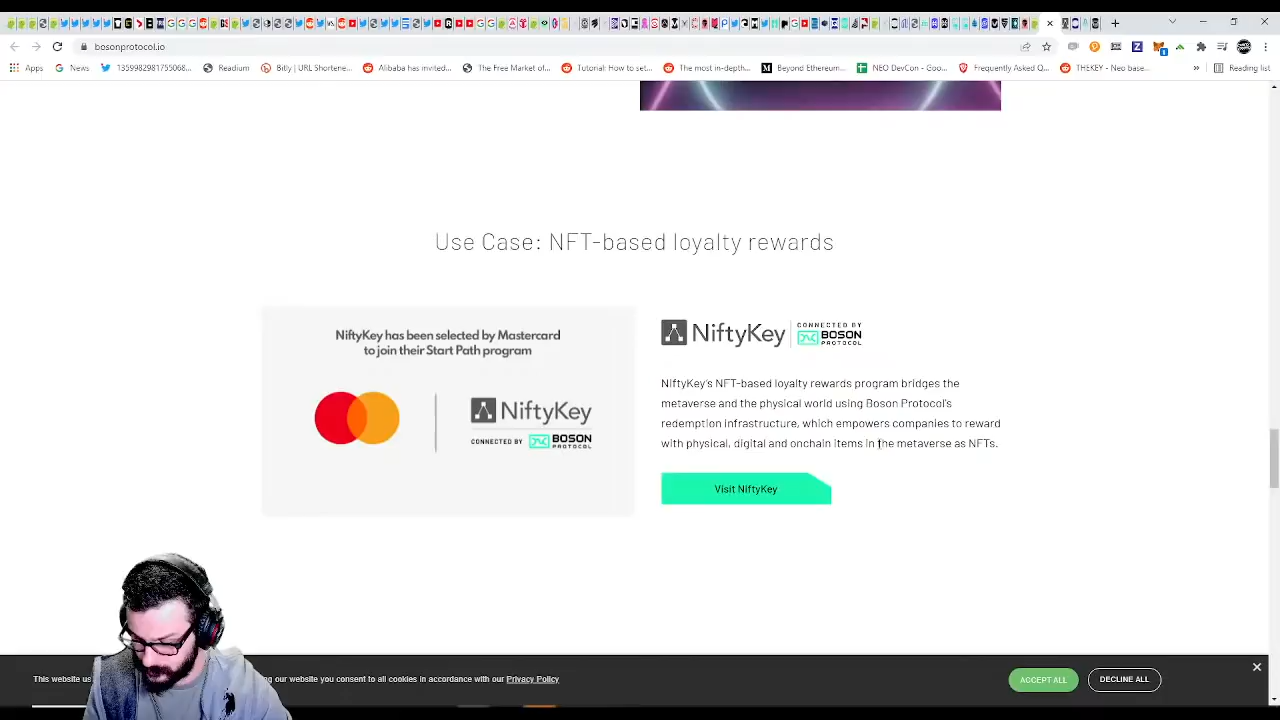 bosonprotocol.io
Apps
News
1359982981755068...
Readium
Bitly | URL Shortene...
Alibaba has invited...
The Free Market of...
Tutorial: How to set...
The most in-depth...
Beyond Ethereum...
NEO DevCon - Goo...
Frequently Asked Q...
THEKEY - Neo base...
»
Reading list
Use Case: NFT-based loyalty rewards
NiftyKey has been selected by Mastercard
to join their Start Path program
NiftyKey
CONNECTED BY BOSON
PROTOCOL
NiftyKey
CONNECTED BY
BOSON
PROTOCOL
NiftyKey's NFT-based loyalty rewards program bridges the
metaverse and the physical world using Boson Protocol's
redemption infrastructure, which empowers companies to reward
with physical, digital and onchain items in the metaverse as NFTs.
Visit NiftyKey
This website us
ng our website you consent to all cookies in accordance with our Privacy Policy
ACCEPT ALL
DECLINE ALL